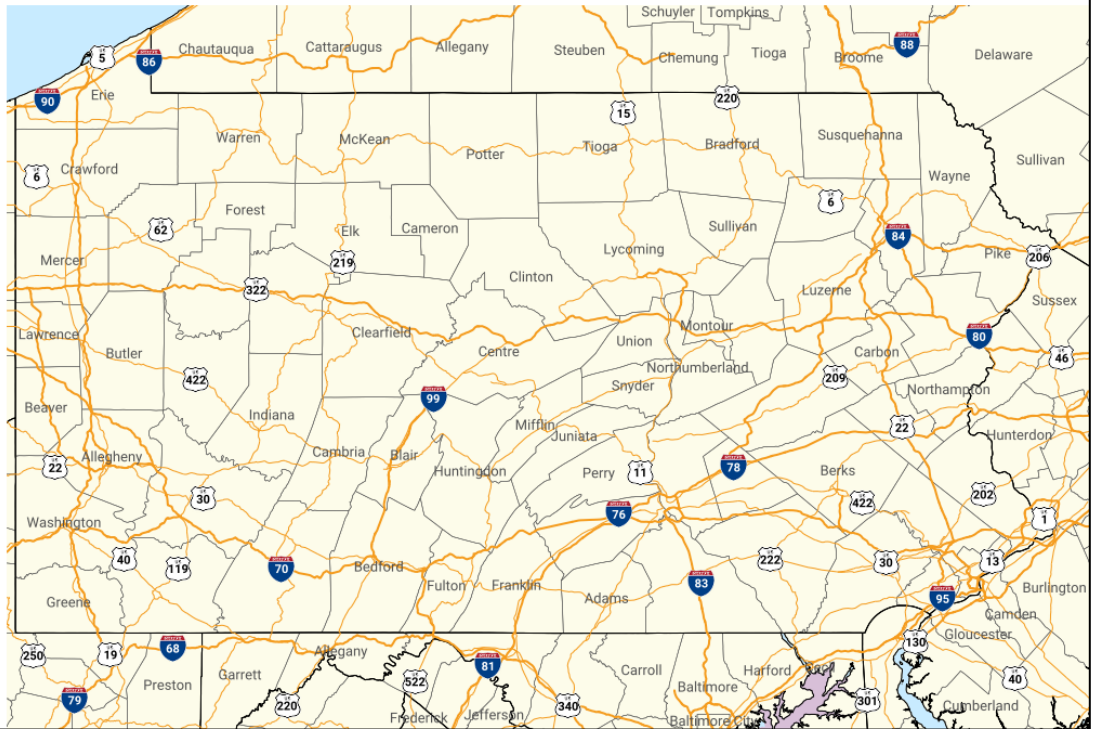 Schuyler
Tompkins
5
86
Chautauqua
Cattaraugus
Allegany
Steuben
Chemung
Tioga
Broome
88
Delaware
90
Erie
15
220
Warren
McKean
Potter
Tioga
Bradford
Susquehanna
Sullivan
6
Crawford
Wayne
6
Forest
62
Elk
Cameron
Sullivan
84
Mercer
219
Lycoming
Pike
206
322
Clinton
Luzerne
Sussex
Lawrence
Clearfield
Montour
80
Butler
Centre
Union
Carbon
46
422
Northumberland
209
Snyder
Northampton
99
Beaver
Indiana
Mifflin
22
Juniata
Hunterdon
22
Allegheny
Cambria
Blair
Huntingdon
Perry
11
78
Berks
30
422
202
Washington
76
1
40
119
70
Bedford
222
30
13
Fulton
Franklin
83
Burlington
Greene
Adams
95
Camden
Gloucester
130
250
19
68
Allegany
Garrett
81
Carroll
Harford
Cecil
Preston
522
40
79
220
340
Baltimore
301
Frederick
Jefferson
Baltimore City
Cumberland